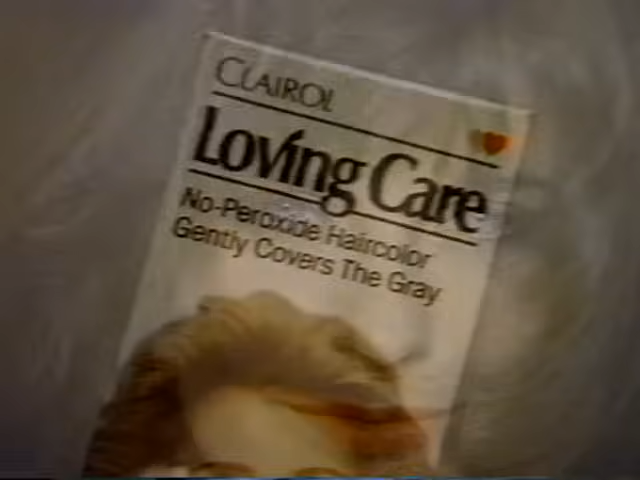 CLAIROL
Loving Care
No-Peroxide Haircolor
Gently Covers The Gray